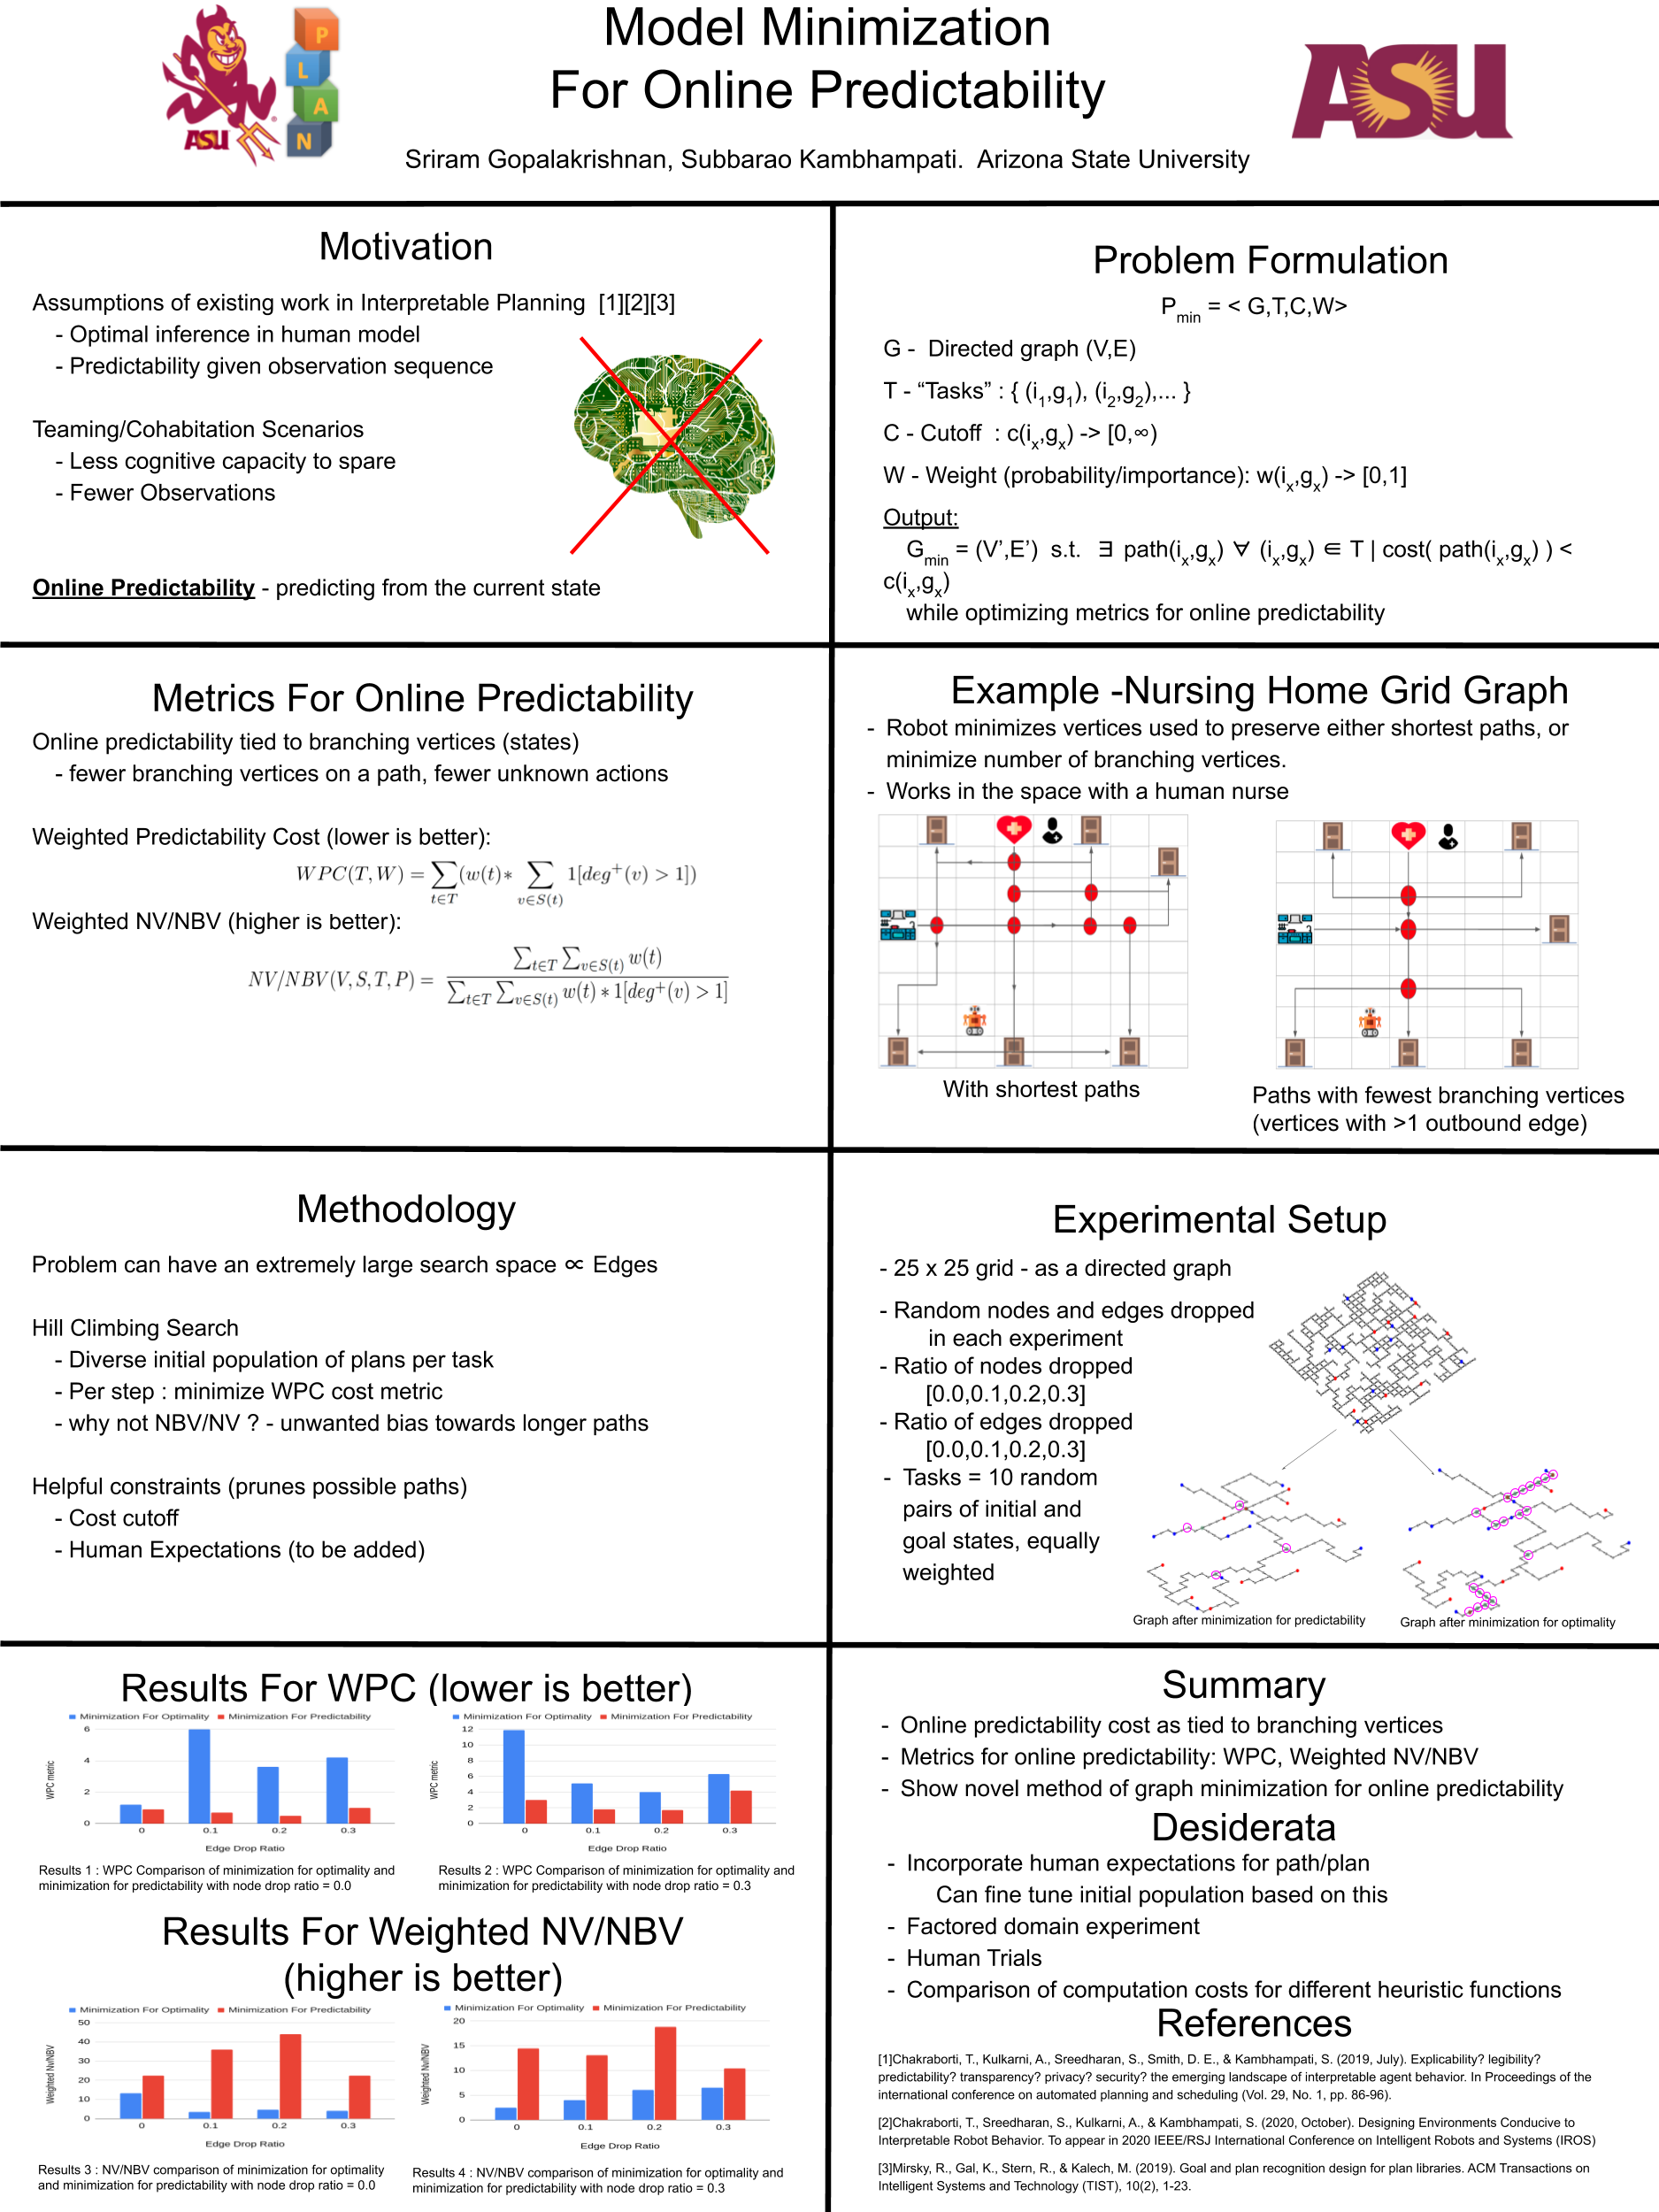 ASU
P
L
A
N
Model Minimization
For Online Predictability
Sriram Gopalakrishnan, Subbarao Kambhampati.  Arizona State University
ASU
Motivation
Assumptions of existing work in Interpretable Planning  [1][2][3]
- Optimal inference in human model
- Predictability given observation sequence
Teaming/Cohabitation Scenarios
- Less cognitive capacity to spare
- Fewer Observations
Online Predictability - predicting from the current state
Problem Formulation
P_min = < G,T,C,W>
G -  Directed graph (V,E)
T - “Tasks” : { (i_1,g_1), (i_2,g_2),... }
C - Cutoff  : c(i_x,g_x) -> [0,∞)
W - Weight (probability/importance): w(i_x,g_x) -> [0,1]
Output:
G_min = (V’,E’)  s.t.  ∃ path(i_x,g_x) ∀ (i_x,g_x) ∈ T | cost( path(i_x,g_x) ) <
c(i_x,g_x)
while optimizing metrics for online predictability
Metrics For Online Predictability
Online predictability tied to branching vertices (states)
- fewer branching vertices on a path, fewer unknown actions
Weighted Predictability Cost (lower is better):
WPC(T,W) = ∑_{t∈T}(w(t)* ∑_{v∈S(t)} 1[deg^+(v) > 1])
Weighted NV/NBV (higher is better):
NV/NBV(V,S,T,P) = ∑_{t∈T} ∑_{v∈S(t)} w(t) / ∑_{t∈T} ∑_{v∈S(t)} w(t) * 1[deg^+(v) > 1]
Example -Nursing Home Grid Graph
- Robot minimizes vertices used to preserve either shortest paths, or
minimize number of branching vertices.
- Works in the space with a human nurse
With shortest paths
Paths with fewest branching vertices
(vertices with >1 outbound edge)
Methodology
Problem can have an extremely large search space ∝ Edges
Hill Climbing Search
- Diverse initial population of plans per task
- Per step : minimize WPC cost metric
- why not NBV/NV ? - unwanted bias towards longer paths
Helpful constraints (prunes possible paths)
- Cost cutoff
- Human Expectations (to be added)
Experimental Setup
- 25 x 25 grid - as a directed graph
- Random nodes and edges dropped
in each experiment
- Ratio of nodes dropped
[0.0,0.1,0.2,0.3]
- Ratio of edges dropped
[0.0,0.1,0.2,0.3]
- Tasks = 10 random
pairs of initial and
goal states, equally
weighted
Graph after minimization for predictability
Graph after minimization for optimality
Results For WPC (lower is better)
Minimization For Optimality Minimization For Predictability
WPC metric
6
4
2
0
0 0.1 0.2 0.3
Edge Drop Ratio
Results 1 : WPC Comparison of minimization for optimality and
minimization for predictability with node drop ratio = 0.0
Minimization For Optimality Minimization For Predictability
WPC metric
12
10
8
6
4
2
0
0 0.1 0.2 0.3
Edge Drop Ratio
Results 2 : WPC Comparison of minimization for optimality and
minimization for predictability with node drop ratio = 0.3
Results For Weighted NV/NBV
(higher is better)
Minimization For Optimality Minimization For Predictability
Weighted Nv/NBV
50
40
30
20
10
0
0 0.1 0.2 0.3
Edge Drop Ratio
Results 3 : NV/NBV comparison of minimization for optimality
and minimization for predictability with node drop ratio = 0.0
Minimization For Optimality Minimization For Predictability
Weighted Nv/NBV
20
15
10
5
0
0 0.1 0.2 0.3
Edge Drop Ratio
Results 4 : NV/NBV comparison of minimization for optimality and
minimization for predictability with node drop ratio = 0.3
Summary
- Online predictability cost as tied to branching vertices
- Metrics for online predictability: WPC, Weighted NV/NBV
- Show novel method of graph minimization for online predictability
Desiderata
- Incorporate human expectations for path/plan
Can fine tune initial population based on this
- Factored domain experiment
- Human Trials
- Comparison of computation costs for different heuristic functions
References
[1]Chakraborti, T., Kulkarni, A., Sreedharan, S., Smith, D. E., & Kambhampati, S. (2019, July). Explicability? legibility?
predictability? transparency? privacy? security? the emerging landscape of interpretable agent behavior. In Proceedings of the
international conference on automated planning and scheduling (Vol. 29, No. 1, pp. 86-96).
[2]Chakraborti, T., Sreedharan, S., Kulkarni, A., & Kambhampati, S. (2020, October). Designing Environments Conducive to
Interpretable Robot Behavior. To appear in 2020 IEEE/RSJ International Conference on Intelligent Robots and Systems (IROS)
[3]Mirsky, R., Gal, K., Stern, R., & Kalech, M. (2019). Goal and plan recognition design for plan libraries. ACM Transactions on
Intelligent Systems and Technology (TIST), 10(2), 1-23.